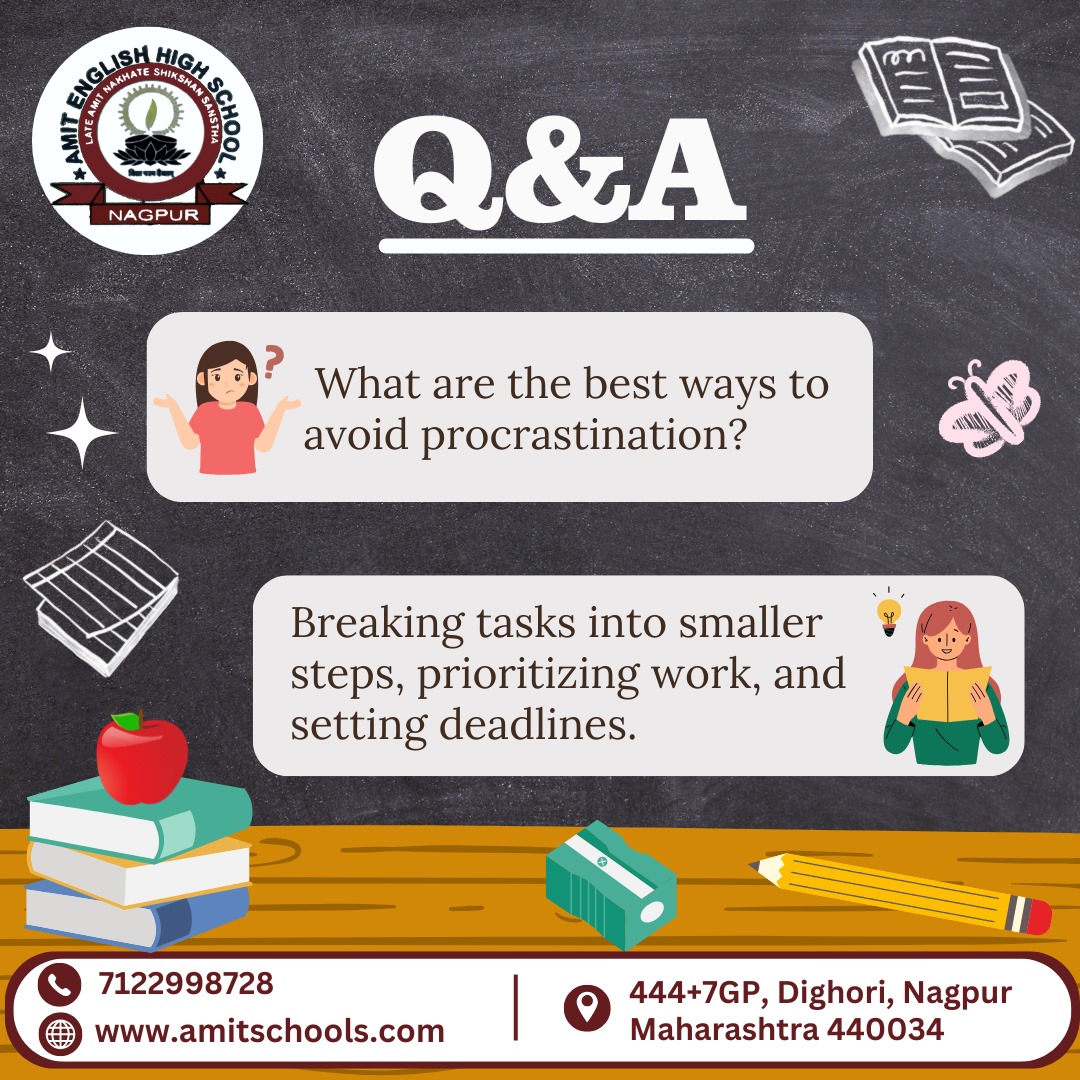 AMIT ENGLISH HIGH SCHOOL
LATE AMIT NAKHATE SHIKSHAN SANSTHA
विद्या परम दैवतम्
NAGPUR
Q&A
?
What are the best ways to
avoid procrastination?
Breaking tasks into smaller
steps, prioritizing work, and
setting deadlines.
7122998728
www.amitschools.com
444+7GP, Dighori, Nagpur
Maharashtra 440034